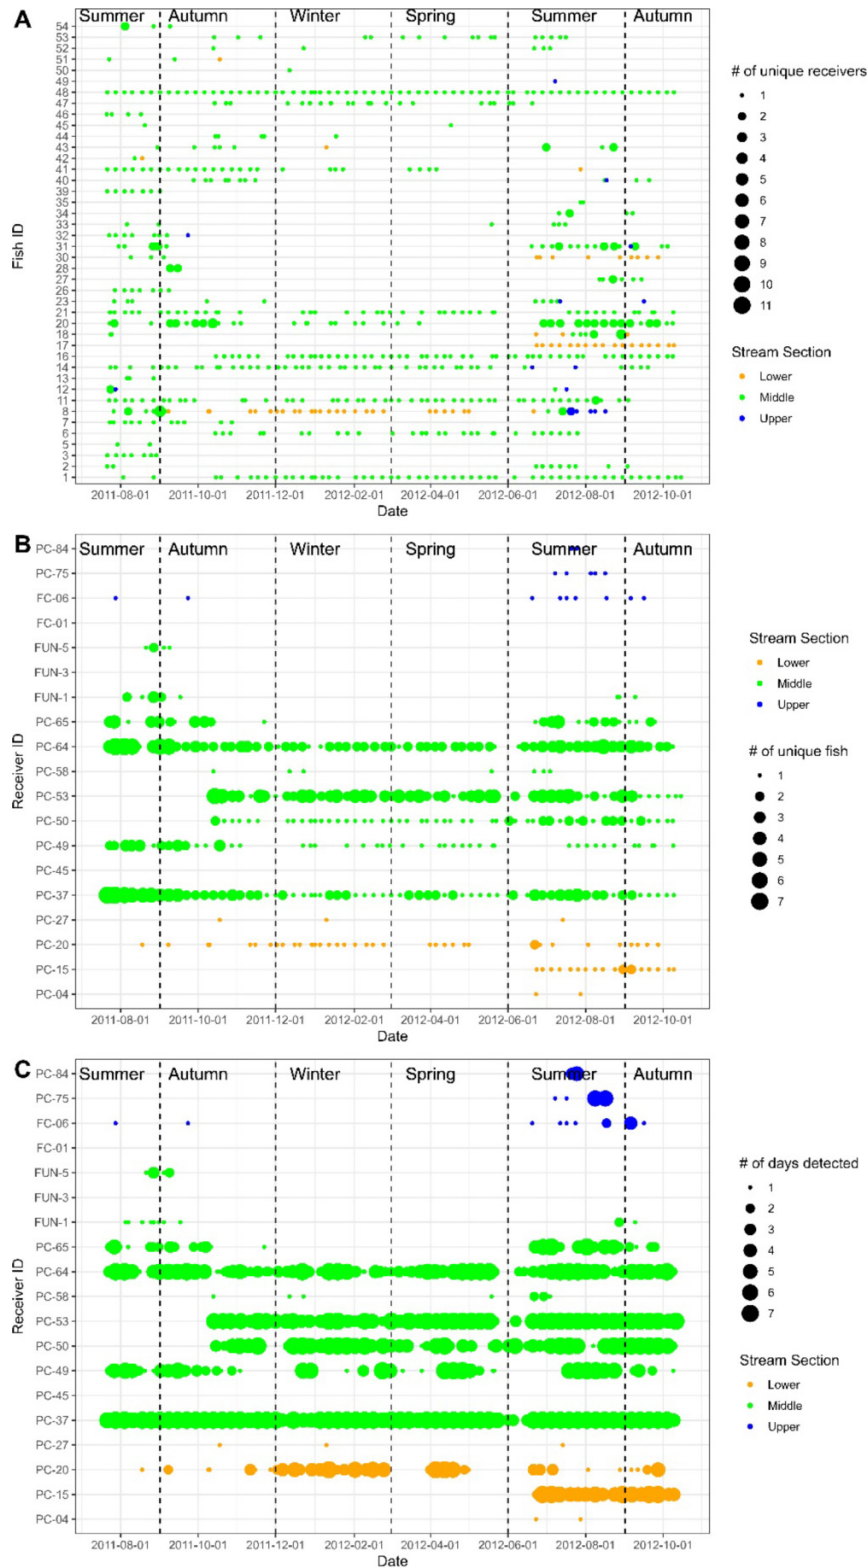 A
Summer Autumn Winter Spring Summer Autumn
54
53
52
51
50
49
48
47
46
45
44
43
42
41
40
39
35
34
33
32
31
30
28
27
26
23
21
20
18
17
16
14
13
12
11
8
7
6
5
3
2
1
Fish ID
2011-08-01 2011-10-01 2011-12-01 2012-02-01 2012-04-01 2012-06-01 2012-08-01 2012-10-01
Date
# of unique receivers
1
2
3
4
5
6
7
8
9
10
11
Stream Section
Lower
Middle
Upper
B
Summer Autumn Winter Spring Summer Autumn
PC-84
PC-75
FC-06
FC-01
FUN-5
FUN-3
FUN-1
PC-65
PC-64
PC-58
PC-53
PC-50
PC-49
PC-45
PC-37
PC-27
PC-20
PC-15
PC-04
Receiver ID
2011-08-01 2011-10-01 2011-12-01 2012-02-01 2012-04-01 2012-06-01 2012-08-01 2012-10-01
Date
Stream Section
Lower
Middle
Upper
# of unique fish
1
2
3
4
5
6
7
C
Summer Autumn Winter Spring Summer Autumn
PC-84
PC-75
FC-06
FC-01
FUN-5
FUN-3
FUN-1
PC-65
PC-64
PC-58
PC-53
PC-50
PC-49
PC-45
PC-37
PC-27
PC-20
PC-15
PC-04
Receiver ID
2011-08-01 2011-10-01 2011-12-01 2012-02-01 2012-04-01 2012-06-01 2012-08-01 2012-10-01
Date
# of days detected
1
2
3
4
5
6
7
Stream Section
Lower
Middle
Upper